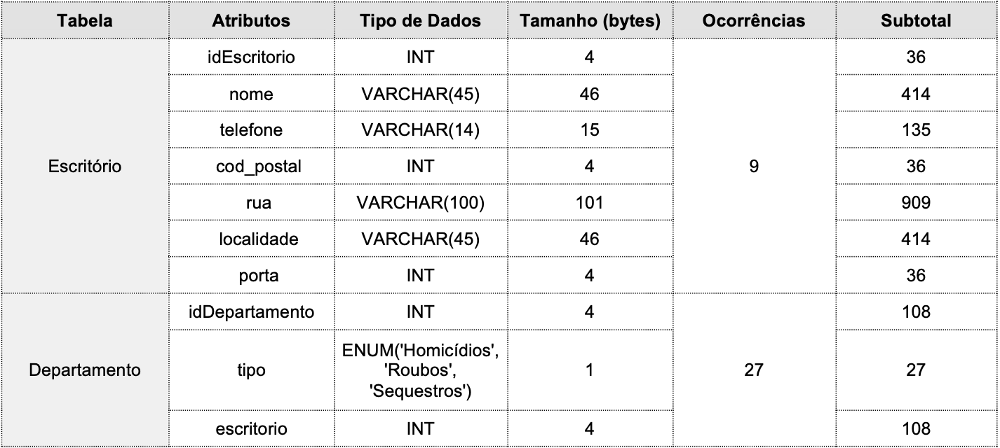 Tabela Atributos Tipo de Dados Tamanho (bytes) Ocorrências Subtotal
idEscritorio INT 4 36
nome VARCHAR(45) 46 414
telefone VARCHAR(14) 15 135
Escritório cod_postal INT 4 9 36
rua VARCHAR(100) 101 909
localidade VARCHAR(45) 46 414
porta INT 4 36
idDepartamento INT 4 108
ENUM('Homicídios',
Departamento tipo 'Roubos', 1 27 27
'Sequestros')
escritorio INT 4 108